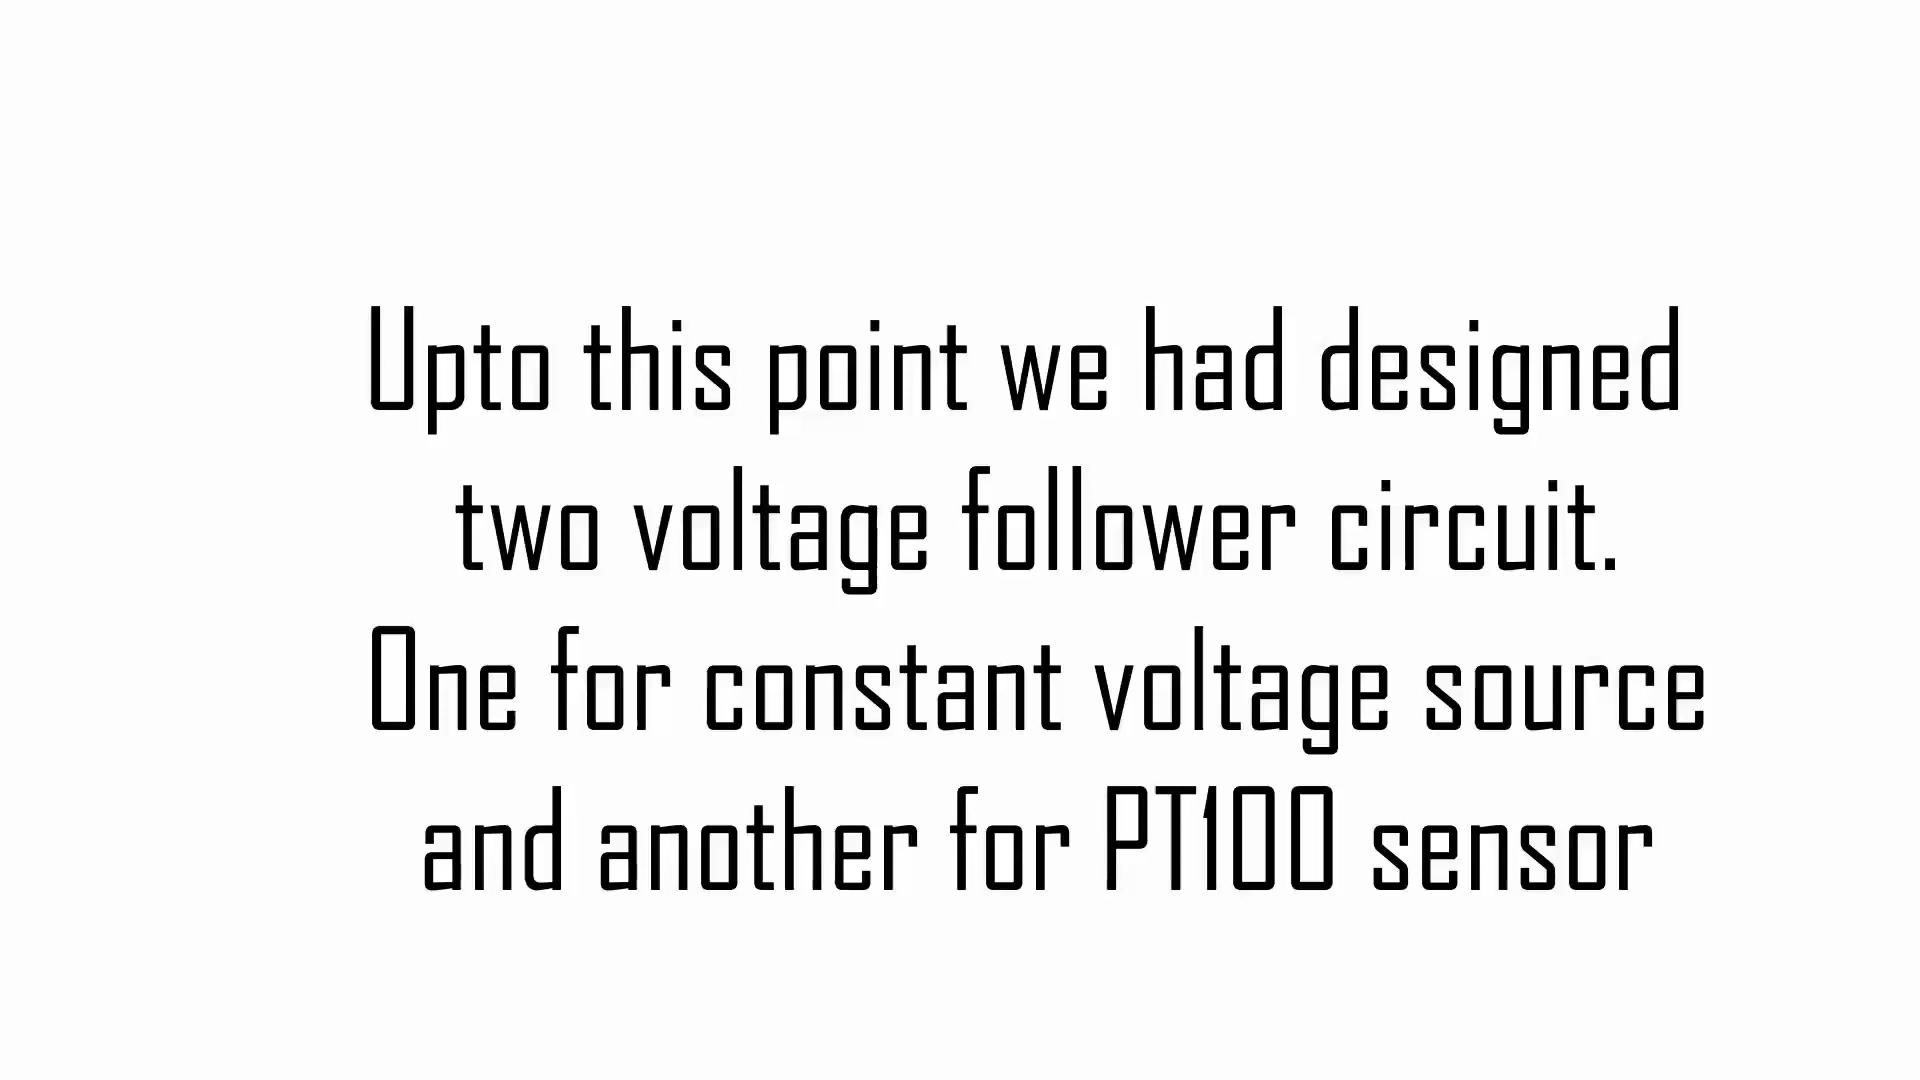 Upto this point we had designed
two voltage follower circuit.
One for constant voltage source
and another for PT100 sensor